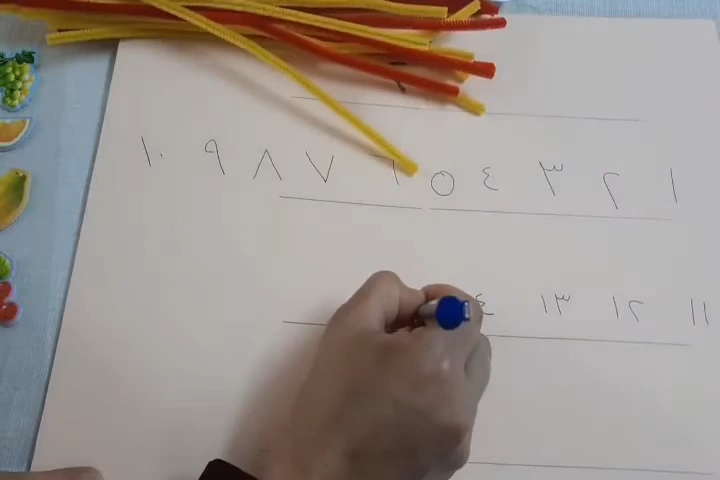 ١ ٢ ٣ ٤ ٥ ٦ ٧ ٨ ٩ ١٠
١١ ١٢ ١٣